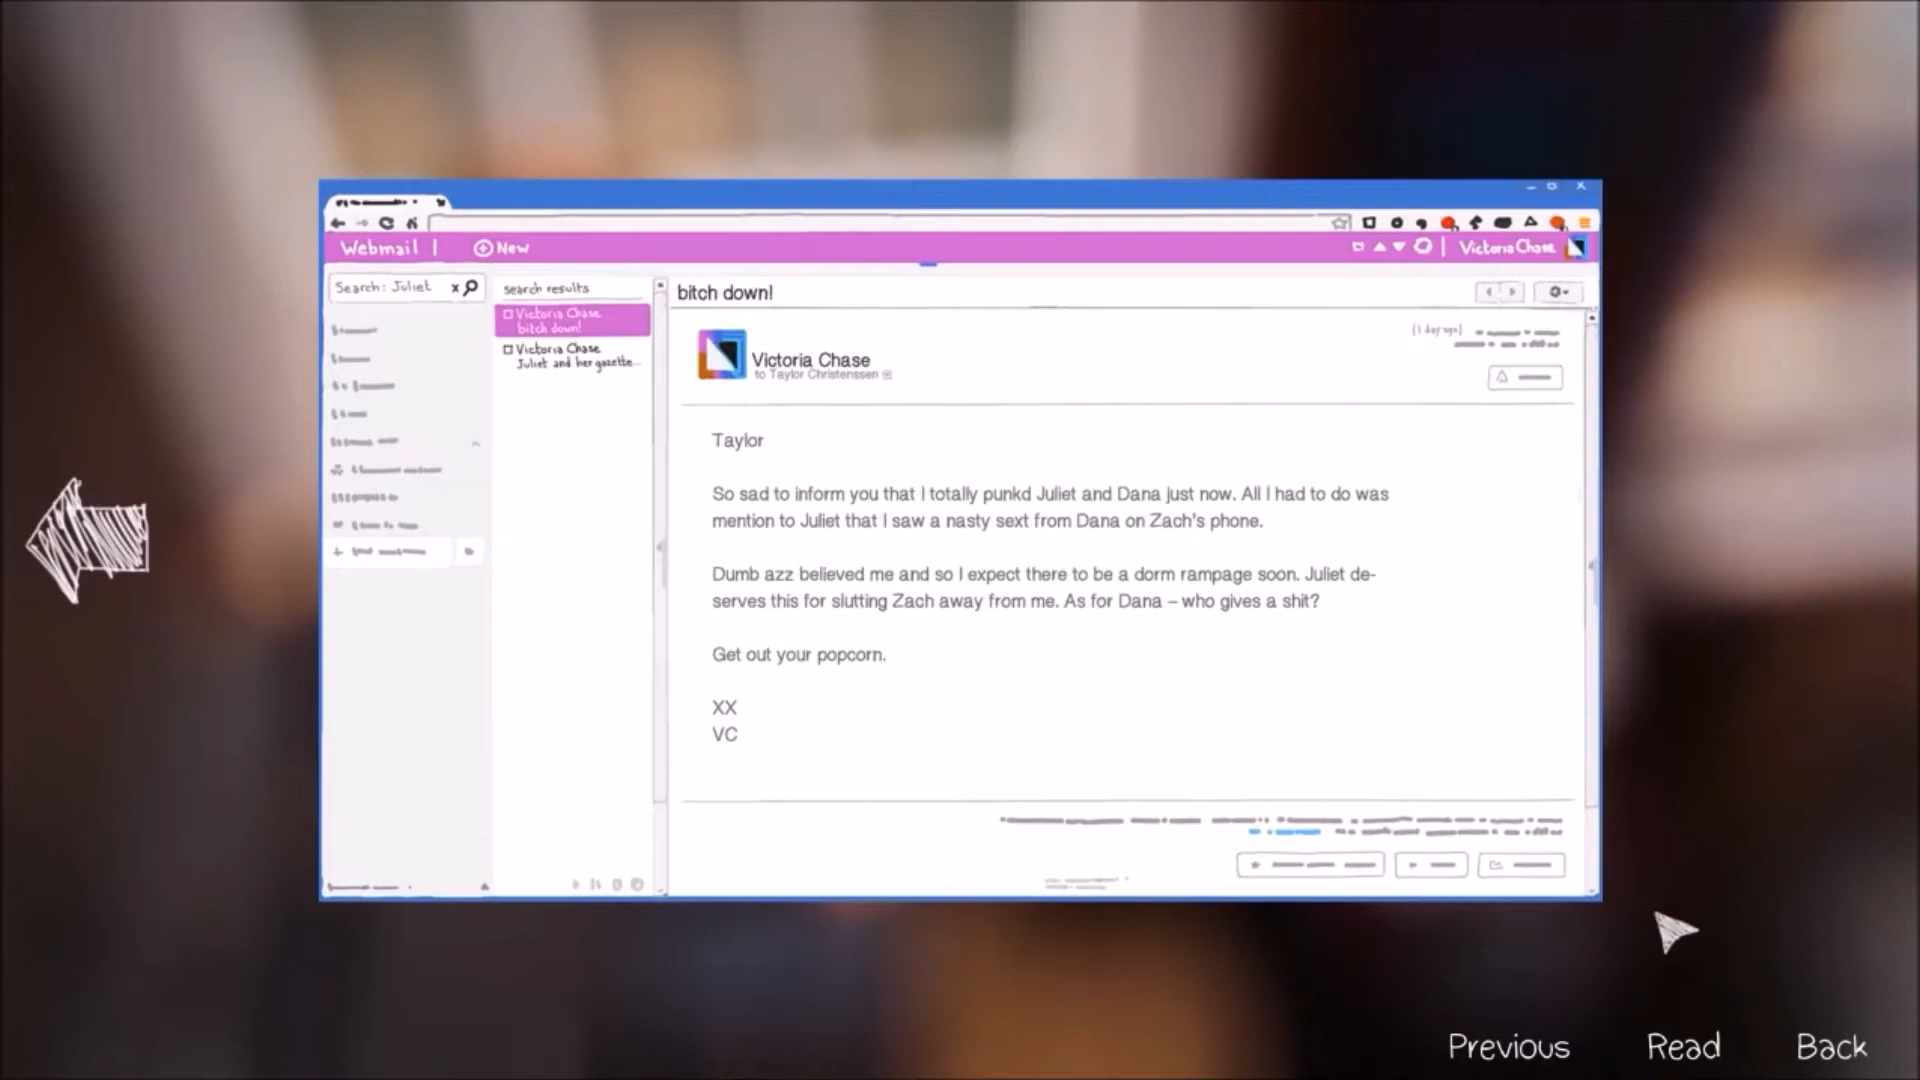 Webmail |
New
Victoria Chase
Search: Juliet x
search results
Victoria Chase
bitch down!
Victoria Chase
Juliet and her gazette...
bitch down!
(1 day ago)
Victoria Chase
to Taylor Christenssen
Taylor
So sad to inform you that I totally punkd Juliet and Dana just now. All I had to do was
mention to Juliet that I saw a nasty sext from Dana on Zach's phone.
Dumb azz believed me and so I expect there to be a dorm rampage soon. Juliet de-
serves this for slutting Zach away from me. As for Dana – who gives a shit?
Get out your popcorn.
XX
VC
Previous
Read
Back